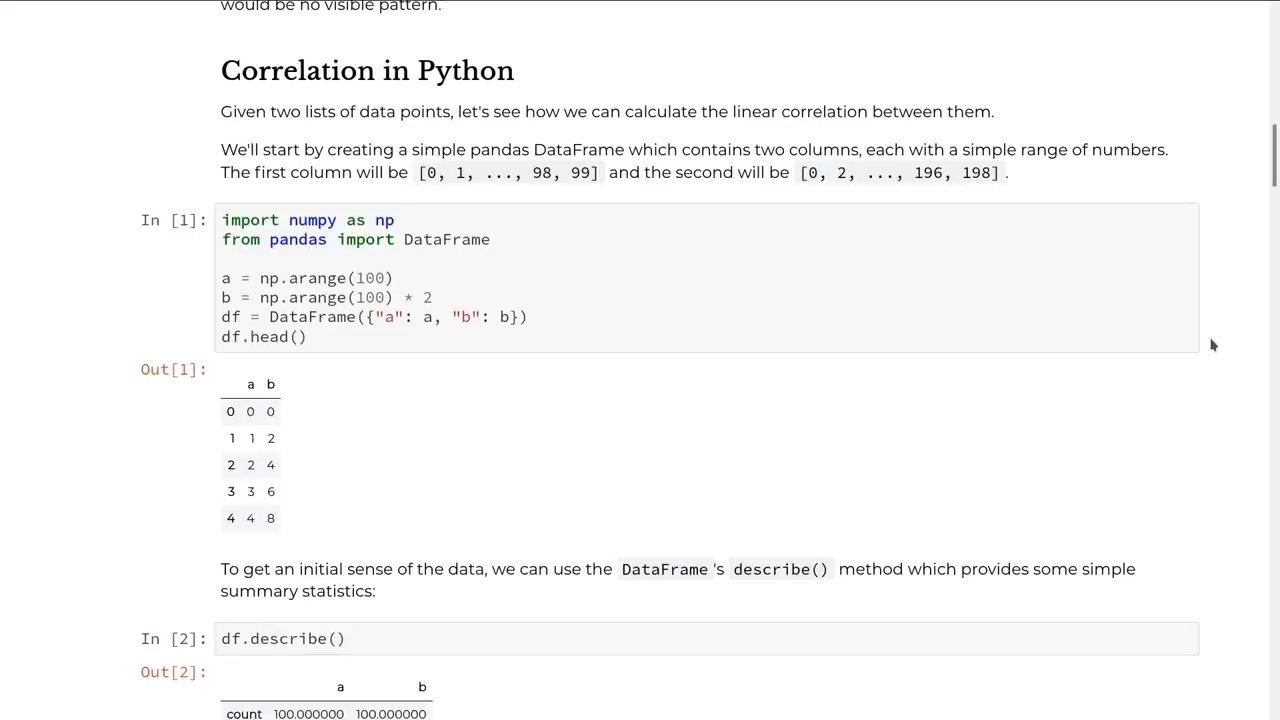 would be no visible pattern.
Correlation in Python
Given two lists of data points, let's see how we can calculate the linear correlation between them.
We'll start by creating a simple pandas DataFrame which contains two columns, each with a simple range of numbers.
The first column will be [0, 1, ..., 98, 99] and the second will be [0, 2, ..., 196, 198].
In [1]: import numpy as np
from pandas import DataFrame
a = np.arange(100)
b = np.arange(100) * 2
df = DataFrame({"a": a, "b": b})
df.head()
Out[1]:
a b
0 0 0
1 1 2
2 2 4
3 3 6
4 4 8
To get an initial sense of the data, we can use the DataFrame's describe() method which provides some simple
summary statistics:
In [2]: df.describe()
Out[2]:
a b
count 100.000000 100.000000